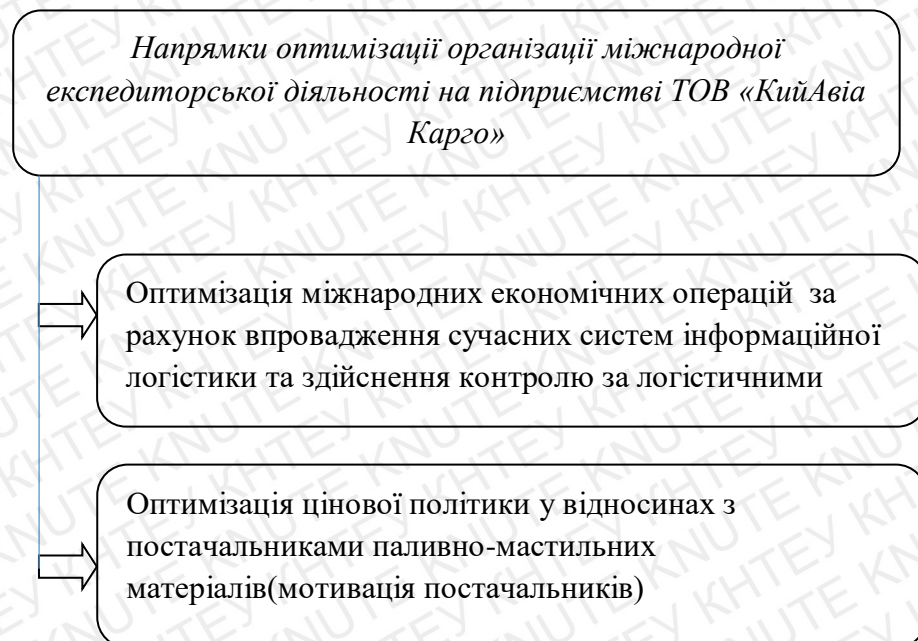 Напрямки оптимізації організації міжнародної
експедиторської діяльності на підприємстві ТОВ «КийАвіа
Карго»
Оптимізація міжнародних економічних операцій за
рахунок впровадження сучасних систем інформаційної
логістики та здійснення контролю за логістичними
Оптимізація цінової політики у відносинах з
постачальниками паливно-мастильних
матеріалів(мотивація постачальників)